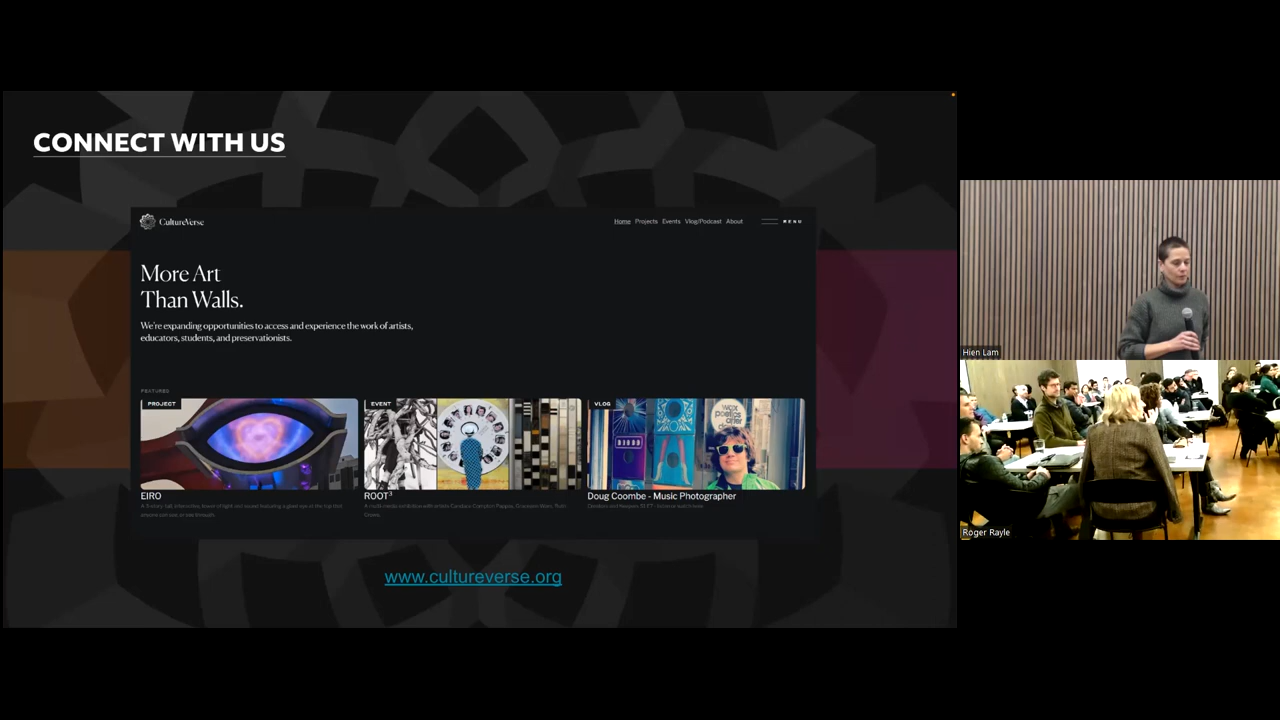 CONNECT WITH US
CultureVerse
Home Projects Events Vlog/Podcast About
MENU
More Art
Than Walls.
We're expanding opportunities to access and experience the work of artists,
educators, students, and preservationists.
FEATURED
PROJECT
EVENT
VLOG
EIRO
ROOT³
Doug Coombe - Music Photographer
www.cultureverse.org
Hien Lam
Roger Rayle